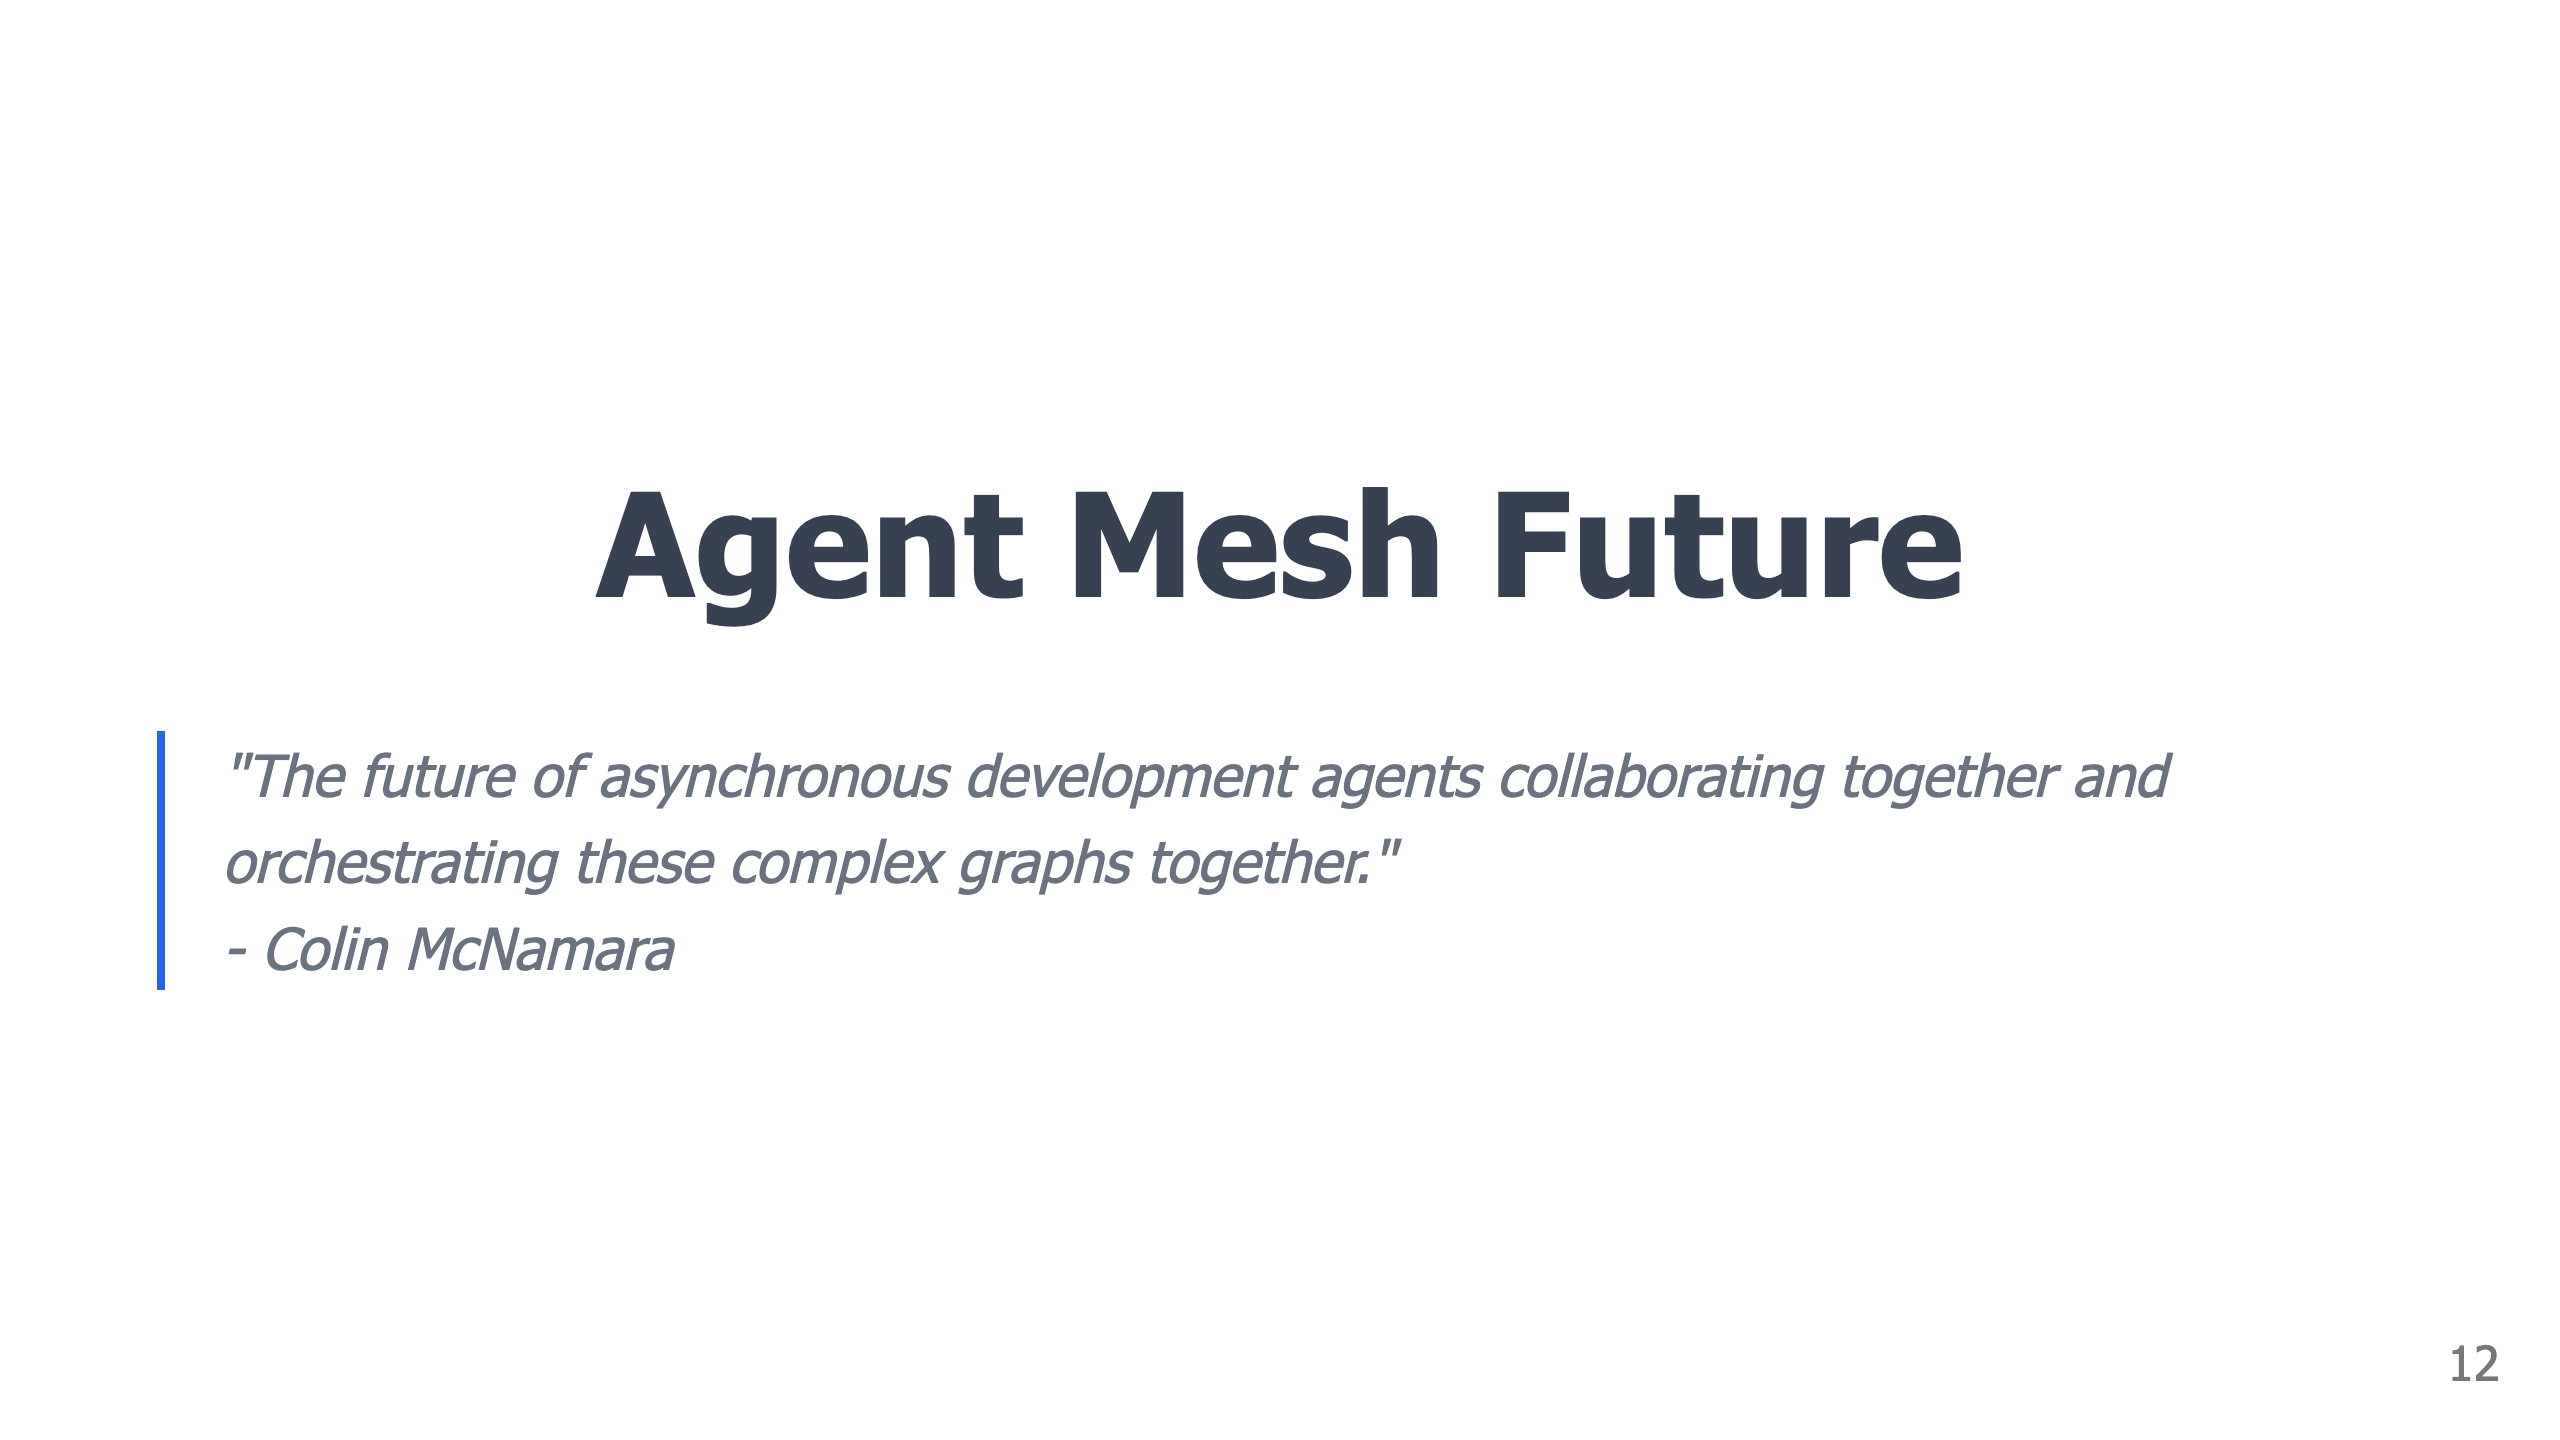 Agent Mesh Future
"The future of asynchronous development agents collaborating together and
orchestrating these complex graphs together."
- Colin McNamara
12